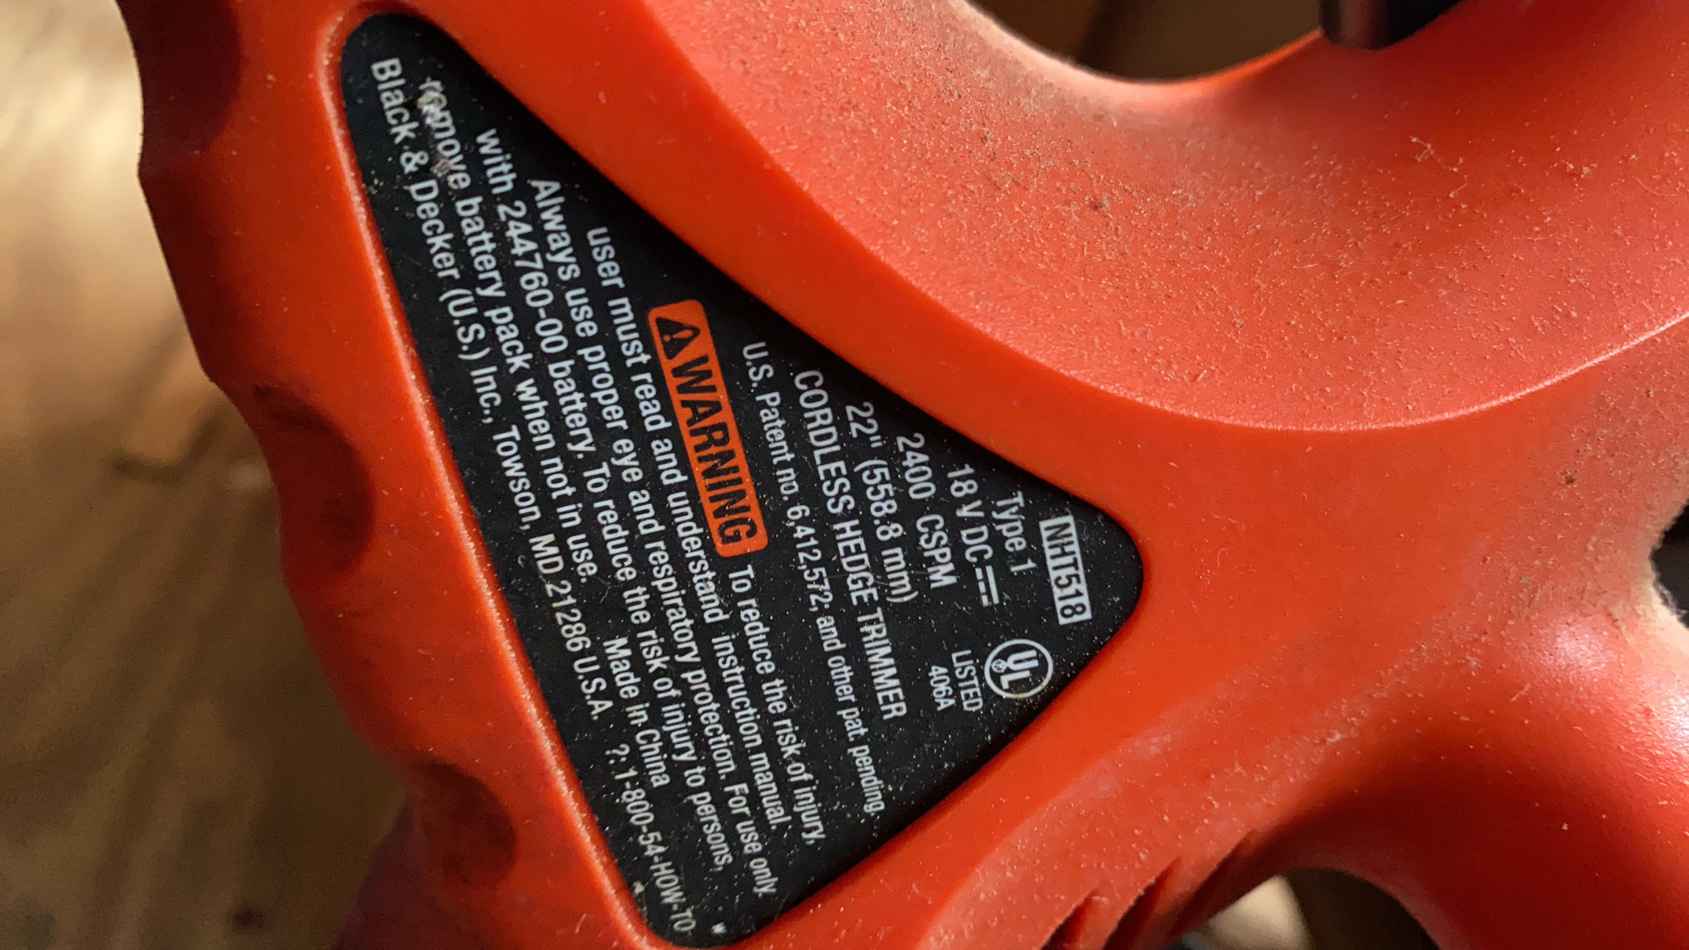 NHT518
Type 1
18 V DC ⎓
2400 CSPM
22" (558.8 mm)
CORDLESS HEDGE TRIMMER
U.S. Patent no. 6,412,572; and other pat. pending
UL
®
LISTED
406A
⚠ WARNING To reduce the risk of injury,
user must read and understand instruction manual.
Always use proper eye and respiratory protection. For use only
with 244760-00 battery. To reduce the risk of injury to persons,
remove battery pack when not in use. Made in China
Black & Decker (U.S.) Inc., Towson, MD 21286 U.S.A. ?:1-800-54-HOW-TO